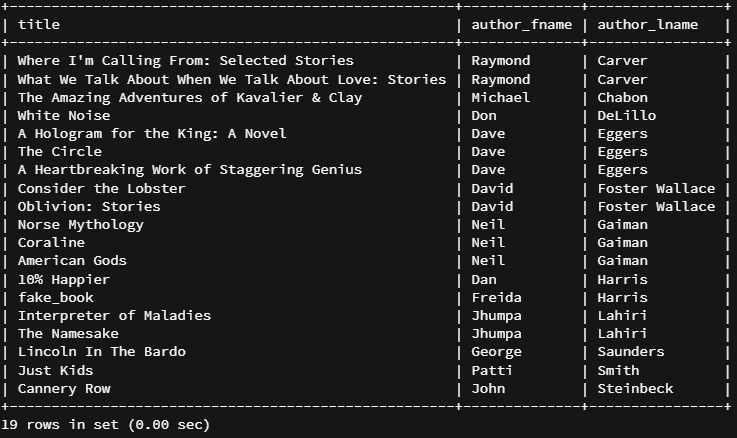 +-----------------------------------------------------+--------------+----------------+
| title                                               | author_fname | author_lname   |
+-----------------------------------------------------+--------------+----------------+
| Where I'm Calling From: Selected Stories            | Raymond      | Carver         |
| What We Talk About When We Talk About Love: Stories | Raymond      | Carver         |
| The Amazing Adventures of Kavalier & Clay           | Michael      | Chabon         |
| White Noise                                         | Don          | DeLillo        |
| A Hologram for the King: A Novel                    | Dave         | Eggers         |
| The Circle                                          | Dave         | Eggers         |
| A Heartbreaking Work of Staggering Genius           | Dave         | Eggers         |
| Consider the Lobster                                | David        | Foster Wallace |
| Oblivion: Stories                                   | David        | Foster Wallace |
| Norse Mythology                                     | Neil         | Gaiman         |
| Coraline                                            | Neil         | Gaiman         |
| American Gods                                       | Neil         | Gaiman         |
| 10% Happier                                         | Dan          | Harris         |
| fake_book                                           | Freida       | Harris         |
| Interpreter of Maladies                             | Jhumpa       | Lahiri         |
| The Namesake                                        | Jhumpa       | Lahiri         |
| Lincoln In The Bardo                                | George       | Saunders       |
| Just Kids                                           | Patti        | Smith          |
| Cannery Row                                         | John         | Steinbeck      |
+-----------------------------------------------------+--------------+----------------+
19 rows in set (0.00 sec)